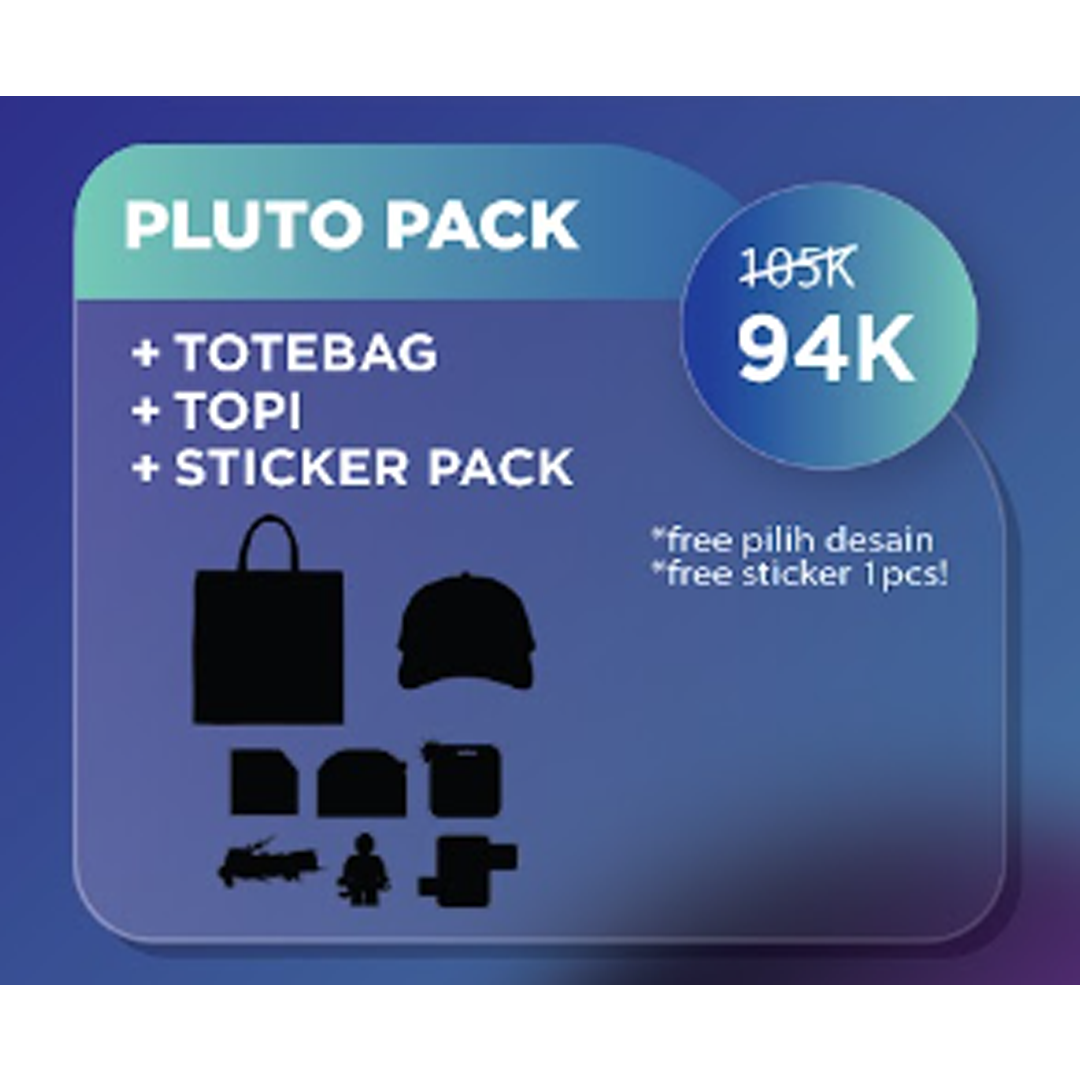 PLUTO PACK
105K
94K
+ TOTEBAG
+ TOPI
+ STICKER PACK
*free pilih desain
*free sticker 1pcs!